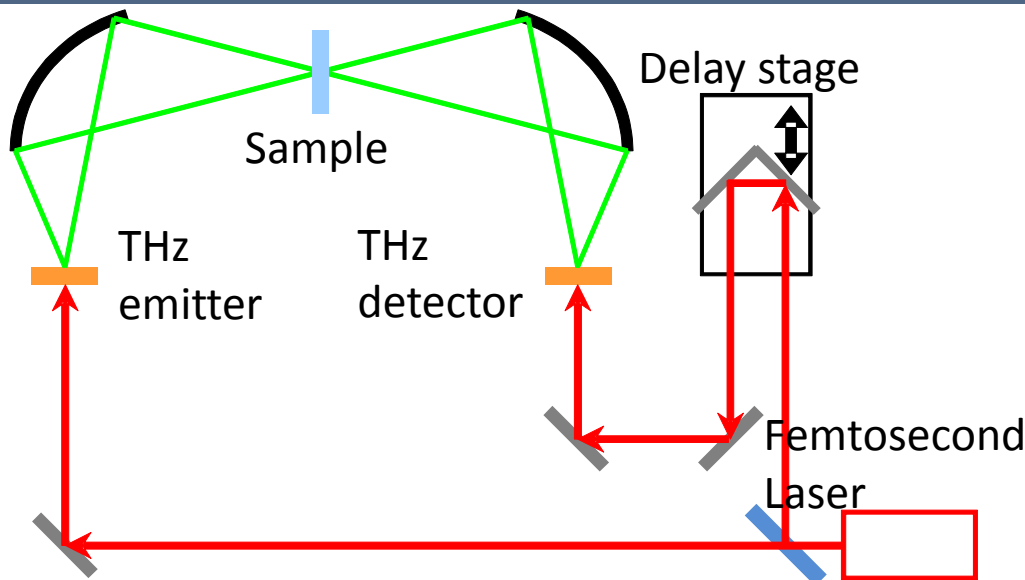 Delay stage
Sample
THz
emitter
THz
detector
Femtosecond
Laser